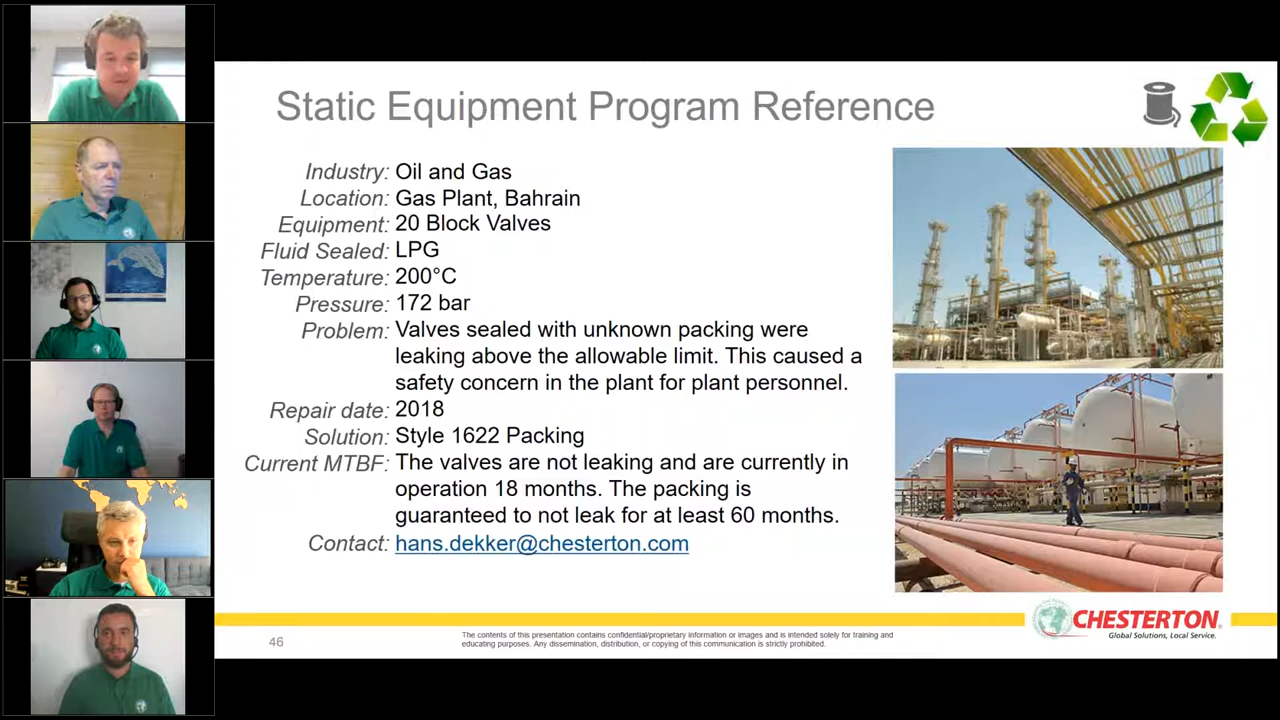 Static Equipment Program Reference
Industry: Oil and Gas
Location: Gas Plant, Bahrain
Equipment: 20 Block Valves
Fluid Sealed: LPG
Temperature: 200°C
Pressure: 172 bar
Problem: Valves sealed with unknown packing were
leaking above the allowable limit. This caused a
safety concern in the plant for plant personnel.
Repair date: 2018
Solution: Style 1622 Packing
Current MTBF: The valves are not leaking and are currently in
operation 18 months. The packing is
guaranteed to not leak for at least 60 months.
Contact: hans.dekker@chesterton.com
46
The contents of this presentation contains confidential/proprietary information or images and is intended solely for training and
educating purposes. Any dissemination, distribution, or copying of this communication is strictly prohibited.
CHESTERTON®
Global Solutions, Local Service.